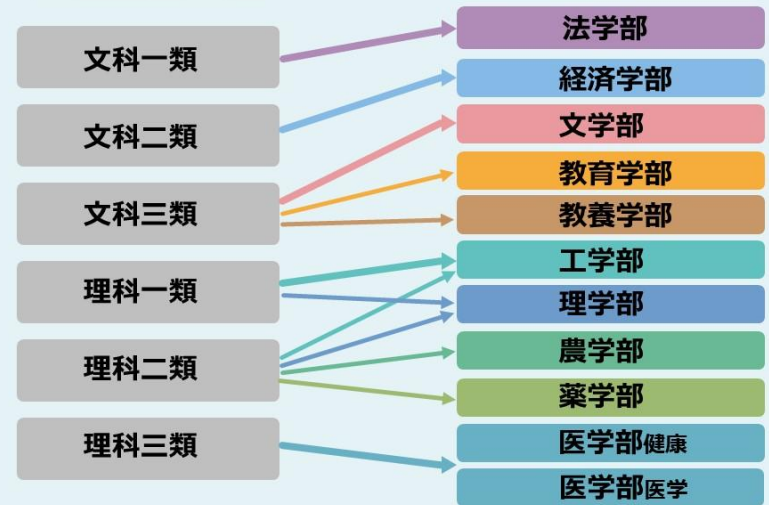 文科一類
文科二類
文科三類
理科一類
理科二類
理科三類
法学部
経済学部
文学部
教育学部
教養学部
工学部
理学部
農学部
薬学部
医学部健康
医学部医学